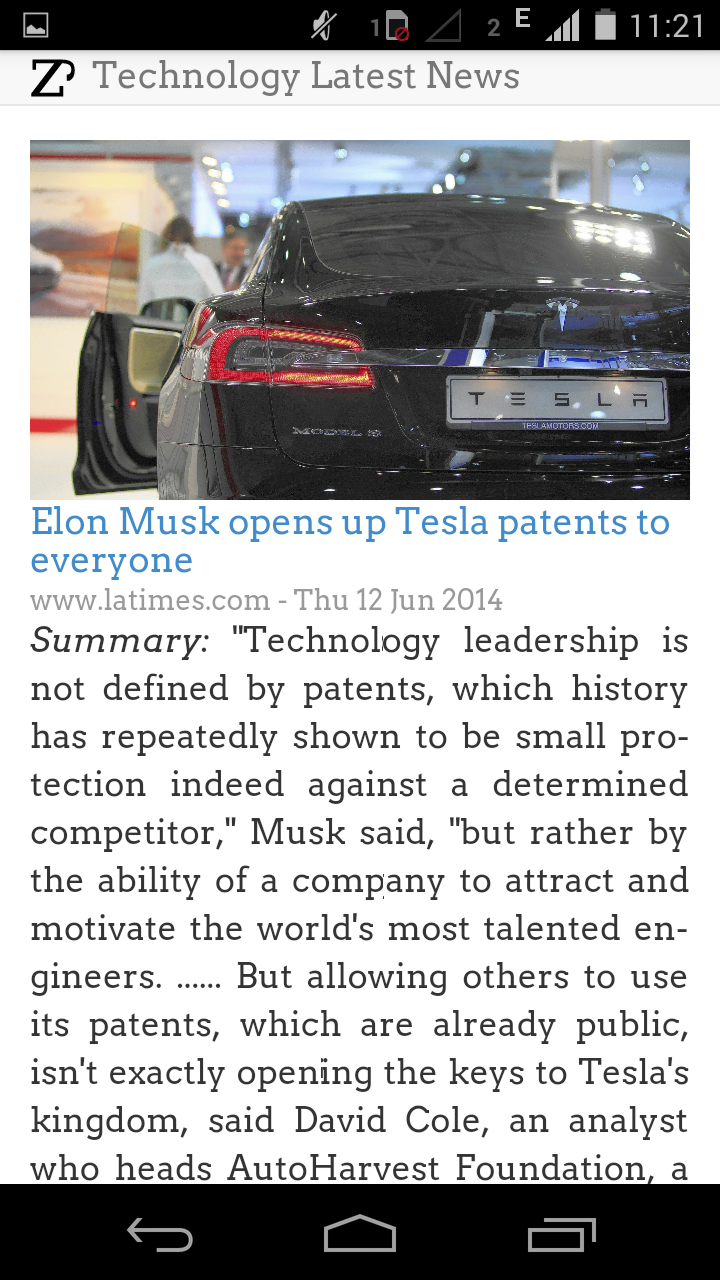 1 2 E 11:21
Technology Latest News
TESLA
TESLAMOTORS.COM
MODEL S
Elon Musk opens up Tesla patents to
everyone
www.latimes.com - Thu 12 Jun 2014
Summary: "Technology leadership is
not defined by patents, which history
has repeatedly shown to be small pro-
tection indeed against a determined
competitor," Musk said, "but rather by
the ability of a company to attract and
motivate the world's most talented en-
gineers. ...... But allowing others to use
its patents, which are already public,
isn't exactly opening the keys to Tesla's
kingdom, said David Cole, an analyst
who heads AutoHarvest Foundation, a